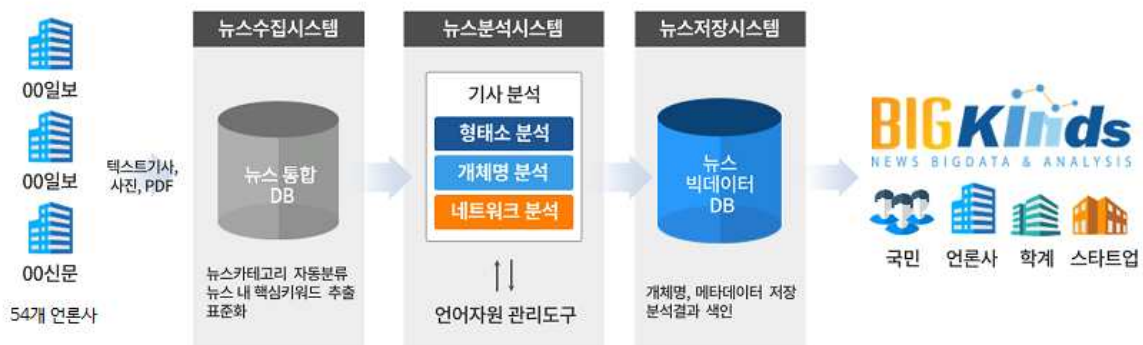 00일보
00일보
00신문
54개 언론사
텍스트기사,
사진, PDF
뉴스수집시스템
뉴스 통합
DB
뉴스카테고리 자동분류
뉴스 내 핵심키워드 추출
표준화
뉴스분석시스템
기사 분석
형태소 분석
개체명 분석
네트워크 분석
언어자원 관리도구
뉴스저장시스템
뉴스
빅데이터
DB
개체명, 메타데이터 저장
분석결과 색인
BIGKinds
NEWS BIGDATA & ANALYSIS
국민 언론사 학계 스타트업